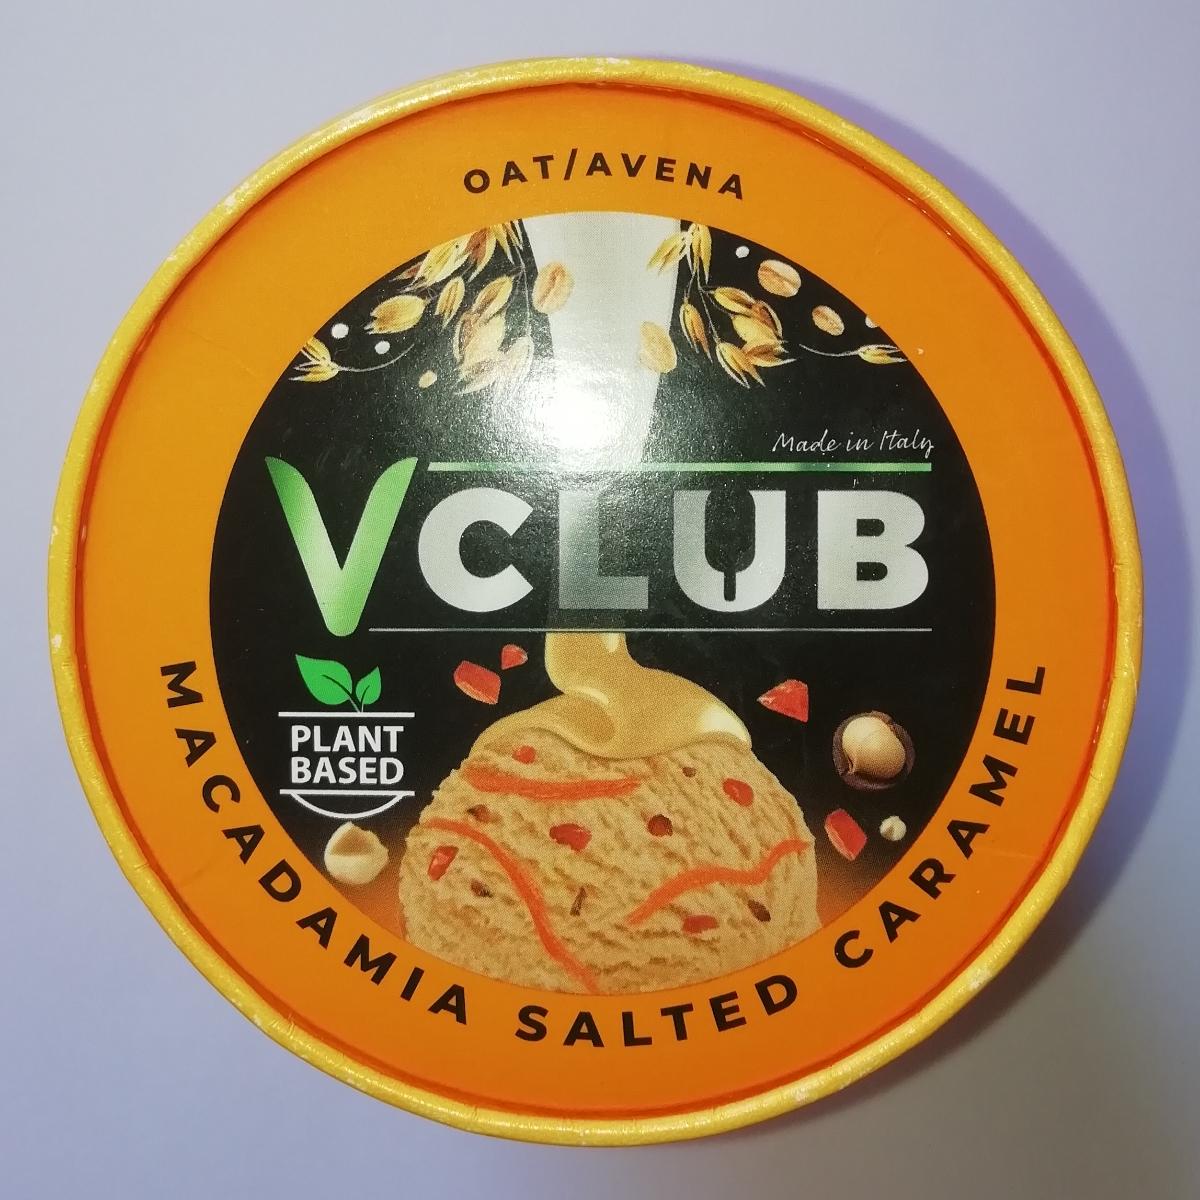 OAT/AVENA
Made in Italy
VCLUB
PLANT
BASED
MACADAMIA SALTED CARAMEL